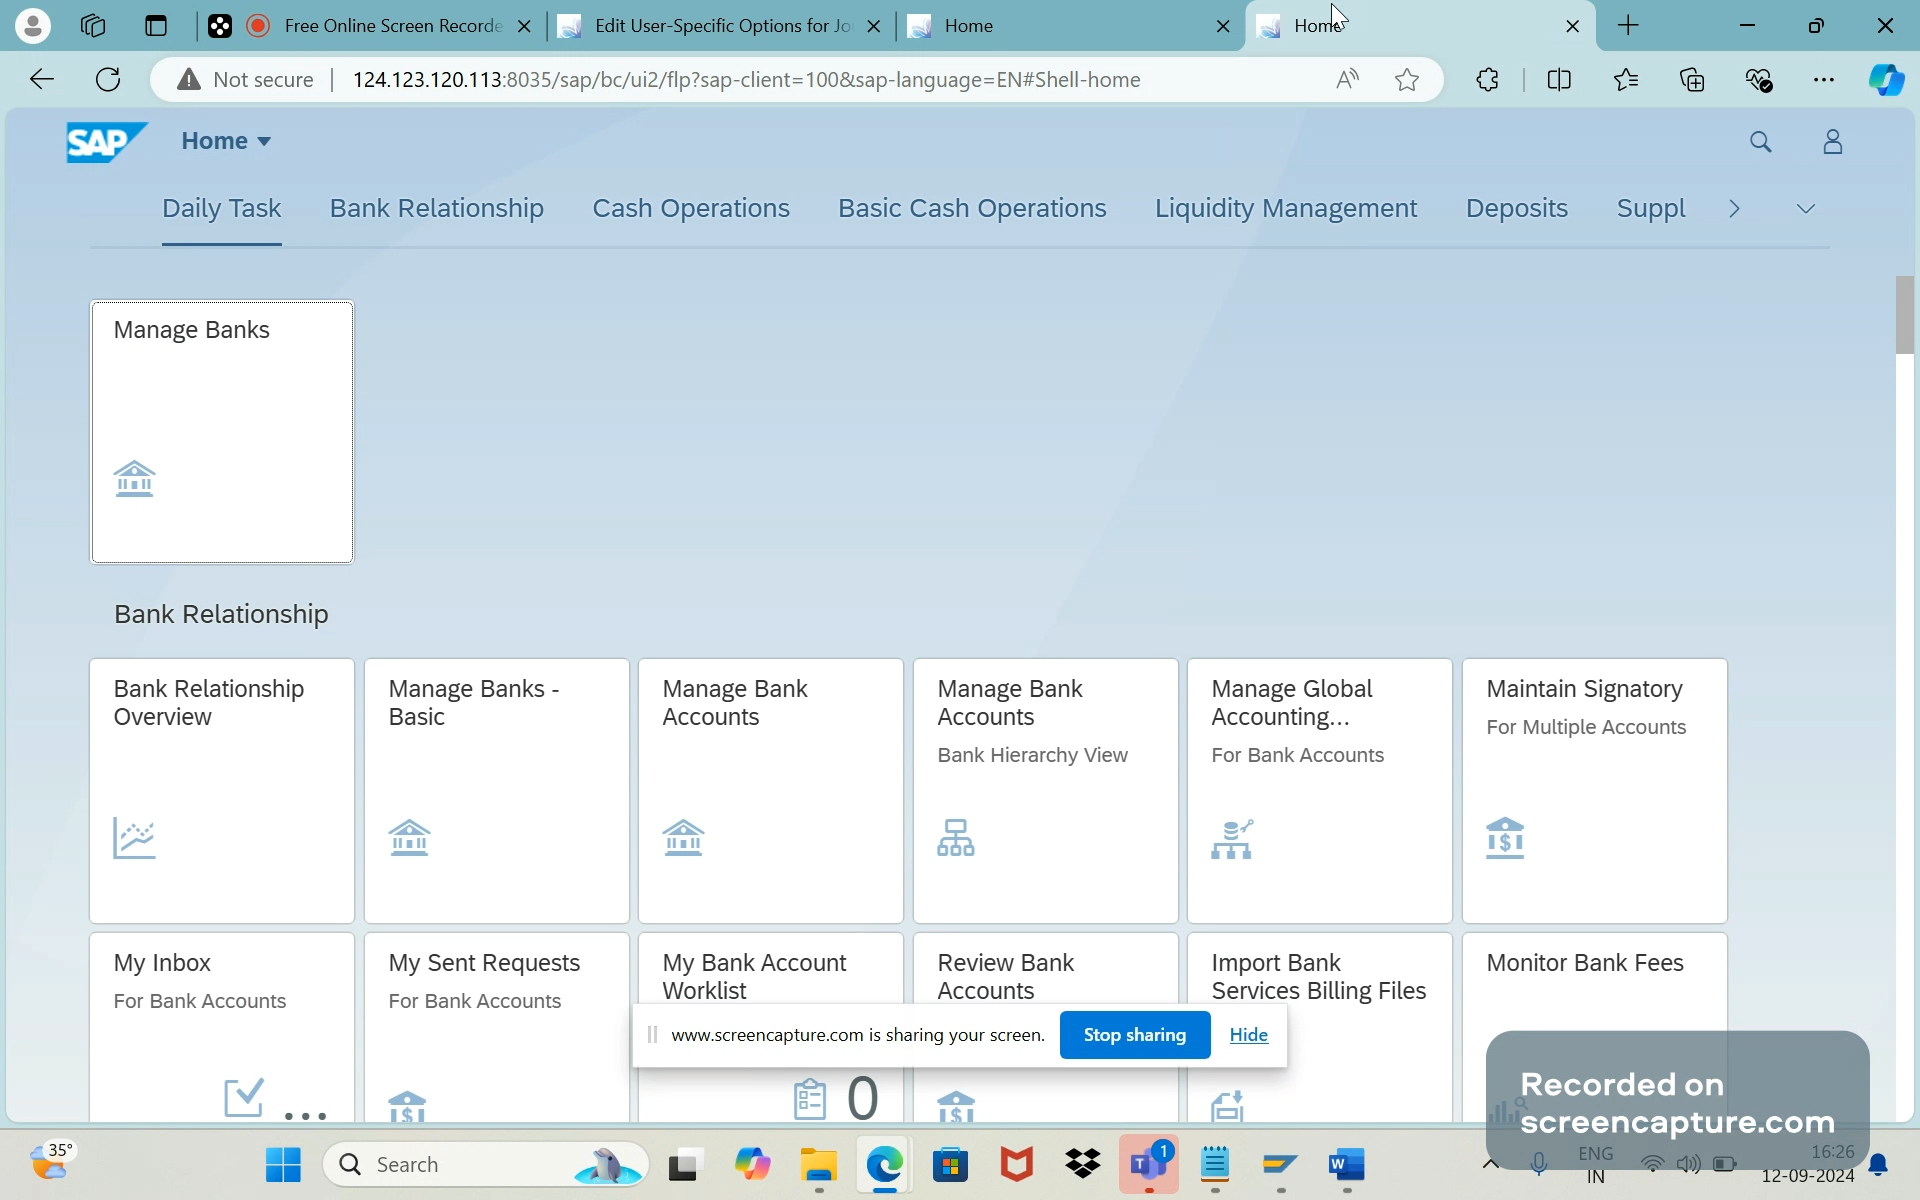 Free Online Screen Recorde
Edit User-Specific Options for Jo
Home
Home
Not secure
124.123.120.113:8035/sap/bc/ui2/flp?sap-client=100&sap-language=EN#Shell-home
SAP
Home
Daily Task
Bank Relationship
Cash Operations
Basic Cash Operations
Liquidity Management
Deposits
Suppl
Manage Banks
Bank Relationship
Bank Relationship
Overview
Manage Banks -
Basic
Manage Bank
Accounts
Manage Bank
Accounts
Bank Hierarchy View
Manage Global
Accounting...
For Bank Accounts
Maintain Signatory
For Multiple Accounts
My Inbox
For Bank Accounts
...
My Sent Requests
For Bank Accounts
My Bank Account
Worklist
0
Review Bank
Accounts
Import Bank
Services Billing Files
Monitor Bank Fees
www.screencapture.com is sharing your screen.
Stop sharing
Hide
Recorded on
screencapture.com
35°
Search
1
ENG
IN
16:26
12-09-2024